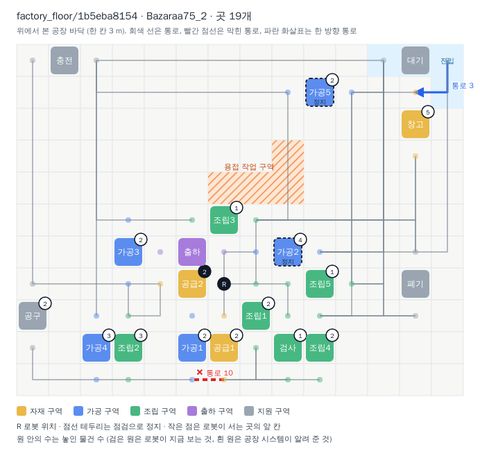 factory_floor/1b5eba8154 · Bazaraa75_2 · 곳 19개
위에서 본 공장 바닥 (한 칸 3 m). 회색 선은 통로, 빨간 점선은 막힌 통로, 파란 화살표는 한 방향 통로
충전
대기
전리
통로 3
가공5
2
정지
창고
5
용접 작업 구역
조립3
1
가공3
2
출하
가공2
4
정지
공급2
2
R
조립5
1
폐기
공구
2
조립1
2
가공4
3
조립2
3
가공1
2
공급1
2
검사
1
조립4
2
✖ 통로 10
자재 구역
가공 구역
조립 구역
출하 구역
지원 구역
R 로봇 위치 · 점선 테두리는 점검으로 정지 · 작은 점은 로봇이 서는 곳의 앞 칸
원 안의 수는 놓인 물건 수 (검은 원은 로봇이 지금 보는 것, 흰 원은 공장 시스템이 알려 준 것)